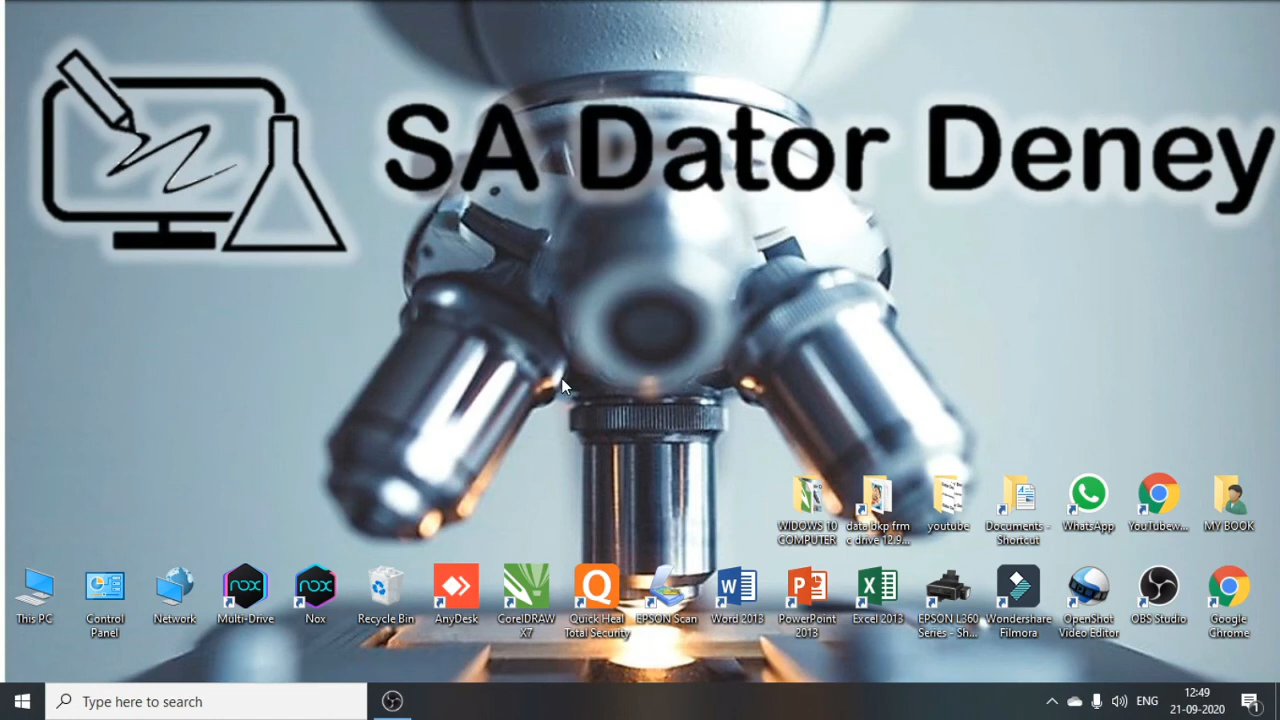 SA Dator Deney
WIDOWS 10
COMPUTER
data bkp frm
c drive 12.9...
youtube
Documents -
Shortcut
WhatsApp
YouTubew...
MY BOOK
This PC
Control
Panel
Network
nox
Multi-Drive
nox
Nox
Recycle Bin
AnyDesk
CorelDRAW
X7
Quick Heal
Total Security
EPSON Scan
Word 2013
PowerPoint
2013
Excel 2013
EPSON L360
Series - Sh...
Wondershare
Filmora
OpenShot
Video Editor
OBS Studio
Google
Chrome
Type here to search
ENG
12:49
21-09-2020
1